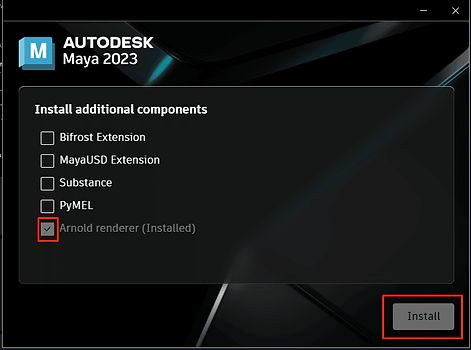 M
AUTODESK
Maya 2023
Install additional components
Bifrost Extension
MayaUSD Extension
Substance
PyMEL
Arnold renderer (Installed)
Install